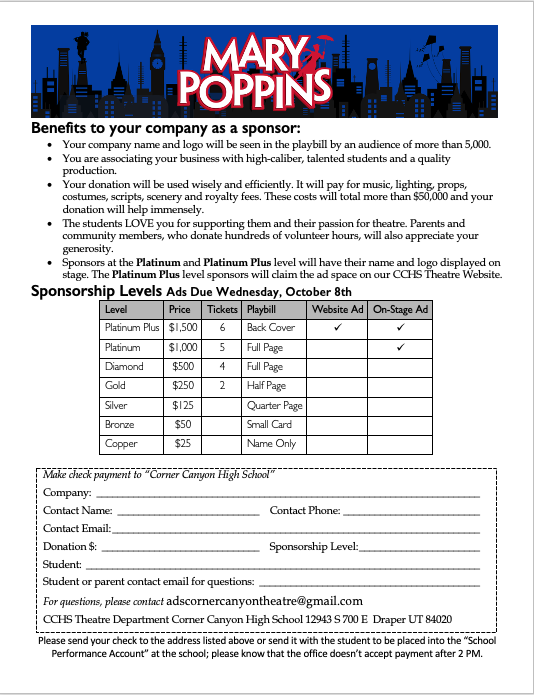 MARY
POPPINS
Benefits to your company as a sponsor:
• Your company name and logo will be seen in the playbill by an audience of more than 5,000.
• You are associating your business with high-caliber, talented students and a quality
production.
• Your donation will be used wisely and efficiently. It will pay for music, lighting, props,
costumes, scripts, scenery and royalty fees. These costs will total more than $50,000 and your
donation will help immensely.
• The students LOVE you for supporting them and their passion for theatre. Parents and
community members, who donate hundreds of volunteer hours, will also appreciate your
generosity.
• Sponsors at the Platinum and Platinum Plus level will have their name and logo displayed on
stage. The Platinum Plus level sponsors will claim the ad space on our CCHS Theatre Website.
Sponsorship Levels Ads Due Wednesday, October 8th
Level Price Tickets Playbill Website Ad On-Stage Ad
Platinum Plus $1,500 6 Back Cover ✓ ✓
Platinum $1,000 5 Full Page ✓
Diamond $500 4 Full Page
Gold $250 2 Half Page
Silver $125 Quarter Page
Bronze $50 Small Card
Copper $25 Name Only
Make check payment to “Corner Canyon High School”
Company:
Contact Name: Contact Phone:
Contact Email:
Donation $: Sponsorship Level:
Student:
Student or parent contact email for questions:
For questions, please contact adscornercanyontheatre@gmail.com
CCHS Theatre Department Corner Canyon High School 12943 S 700 E Draper UT 84020
Please send your check to the address listed above or send it with the student to be placed into the “School
Performance Account” at the school; please know that the office doesn’t accept payment after 2 PM.